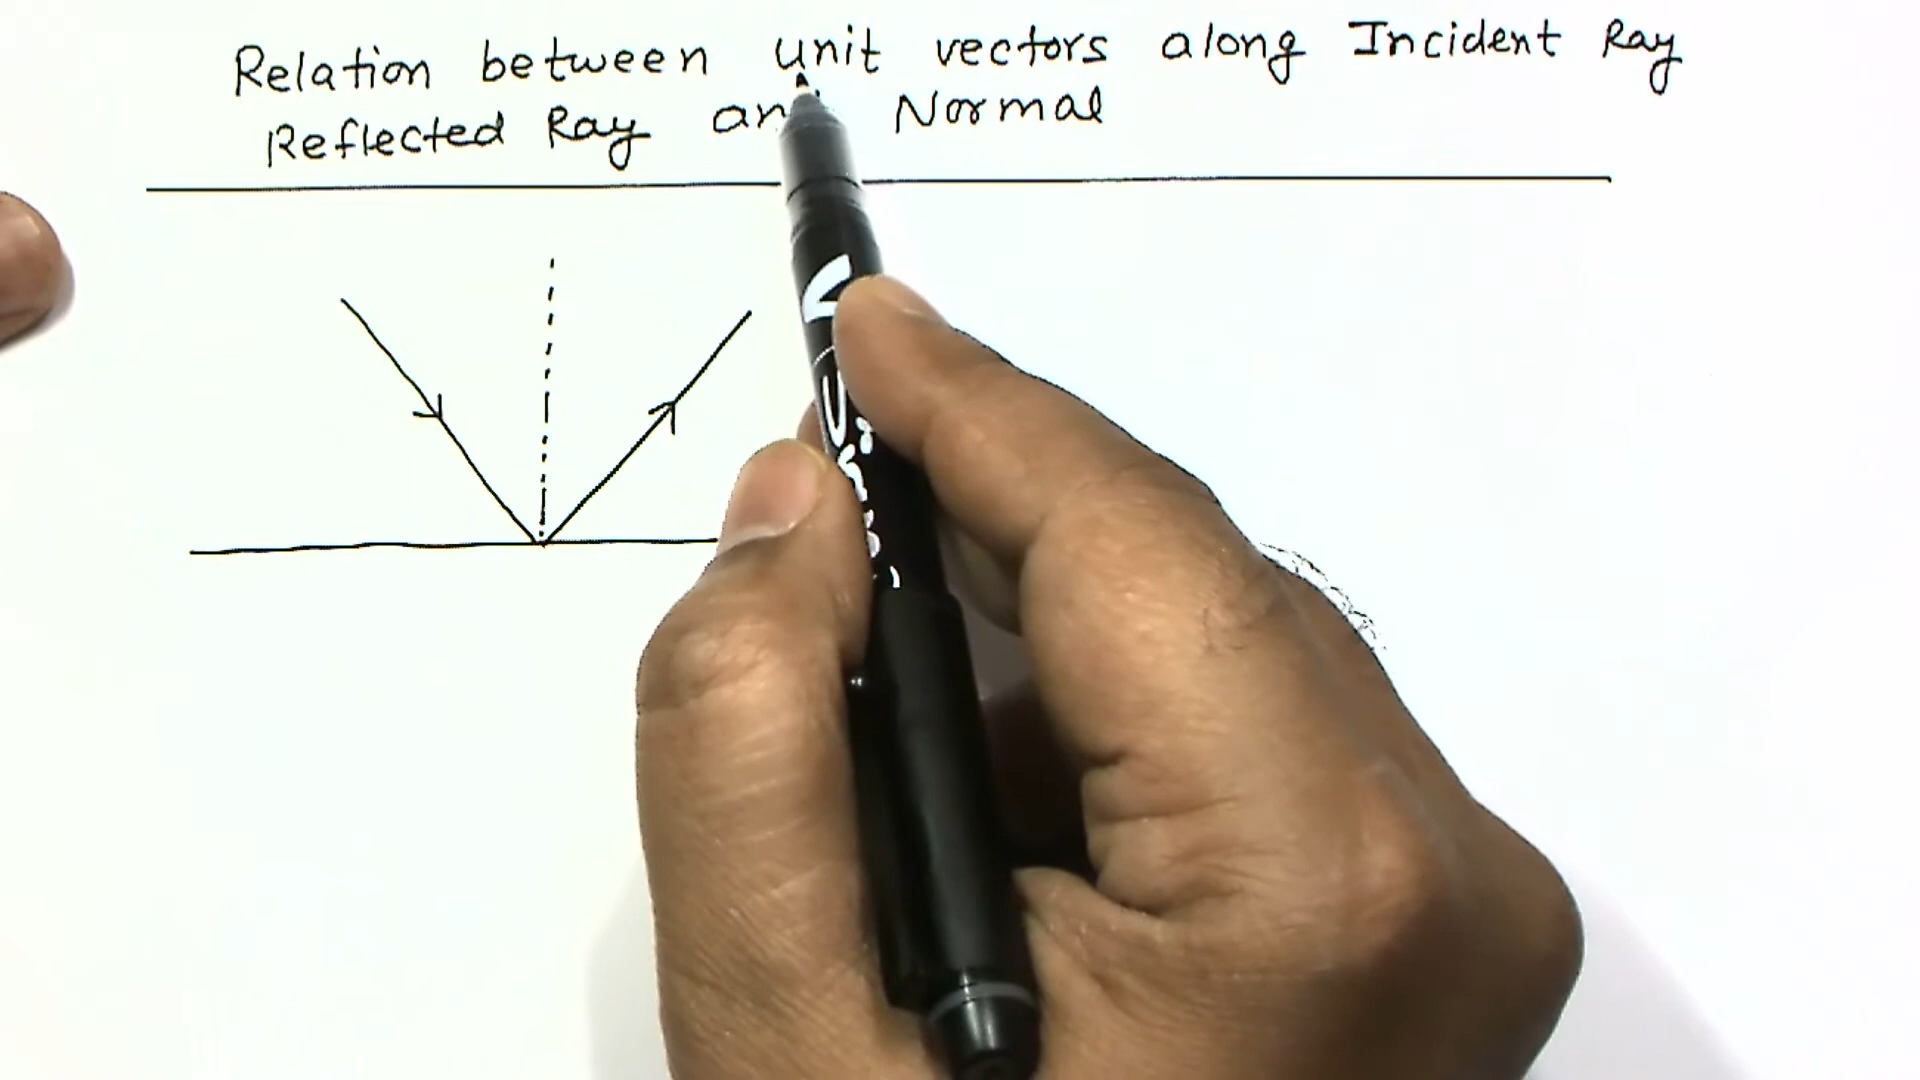 Relation between unit vectors along Incident Ray
Reflected Ray Normal